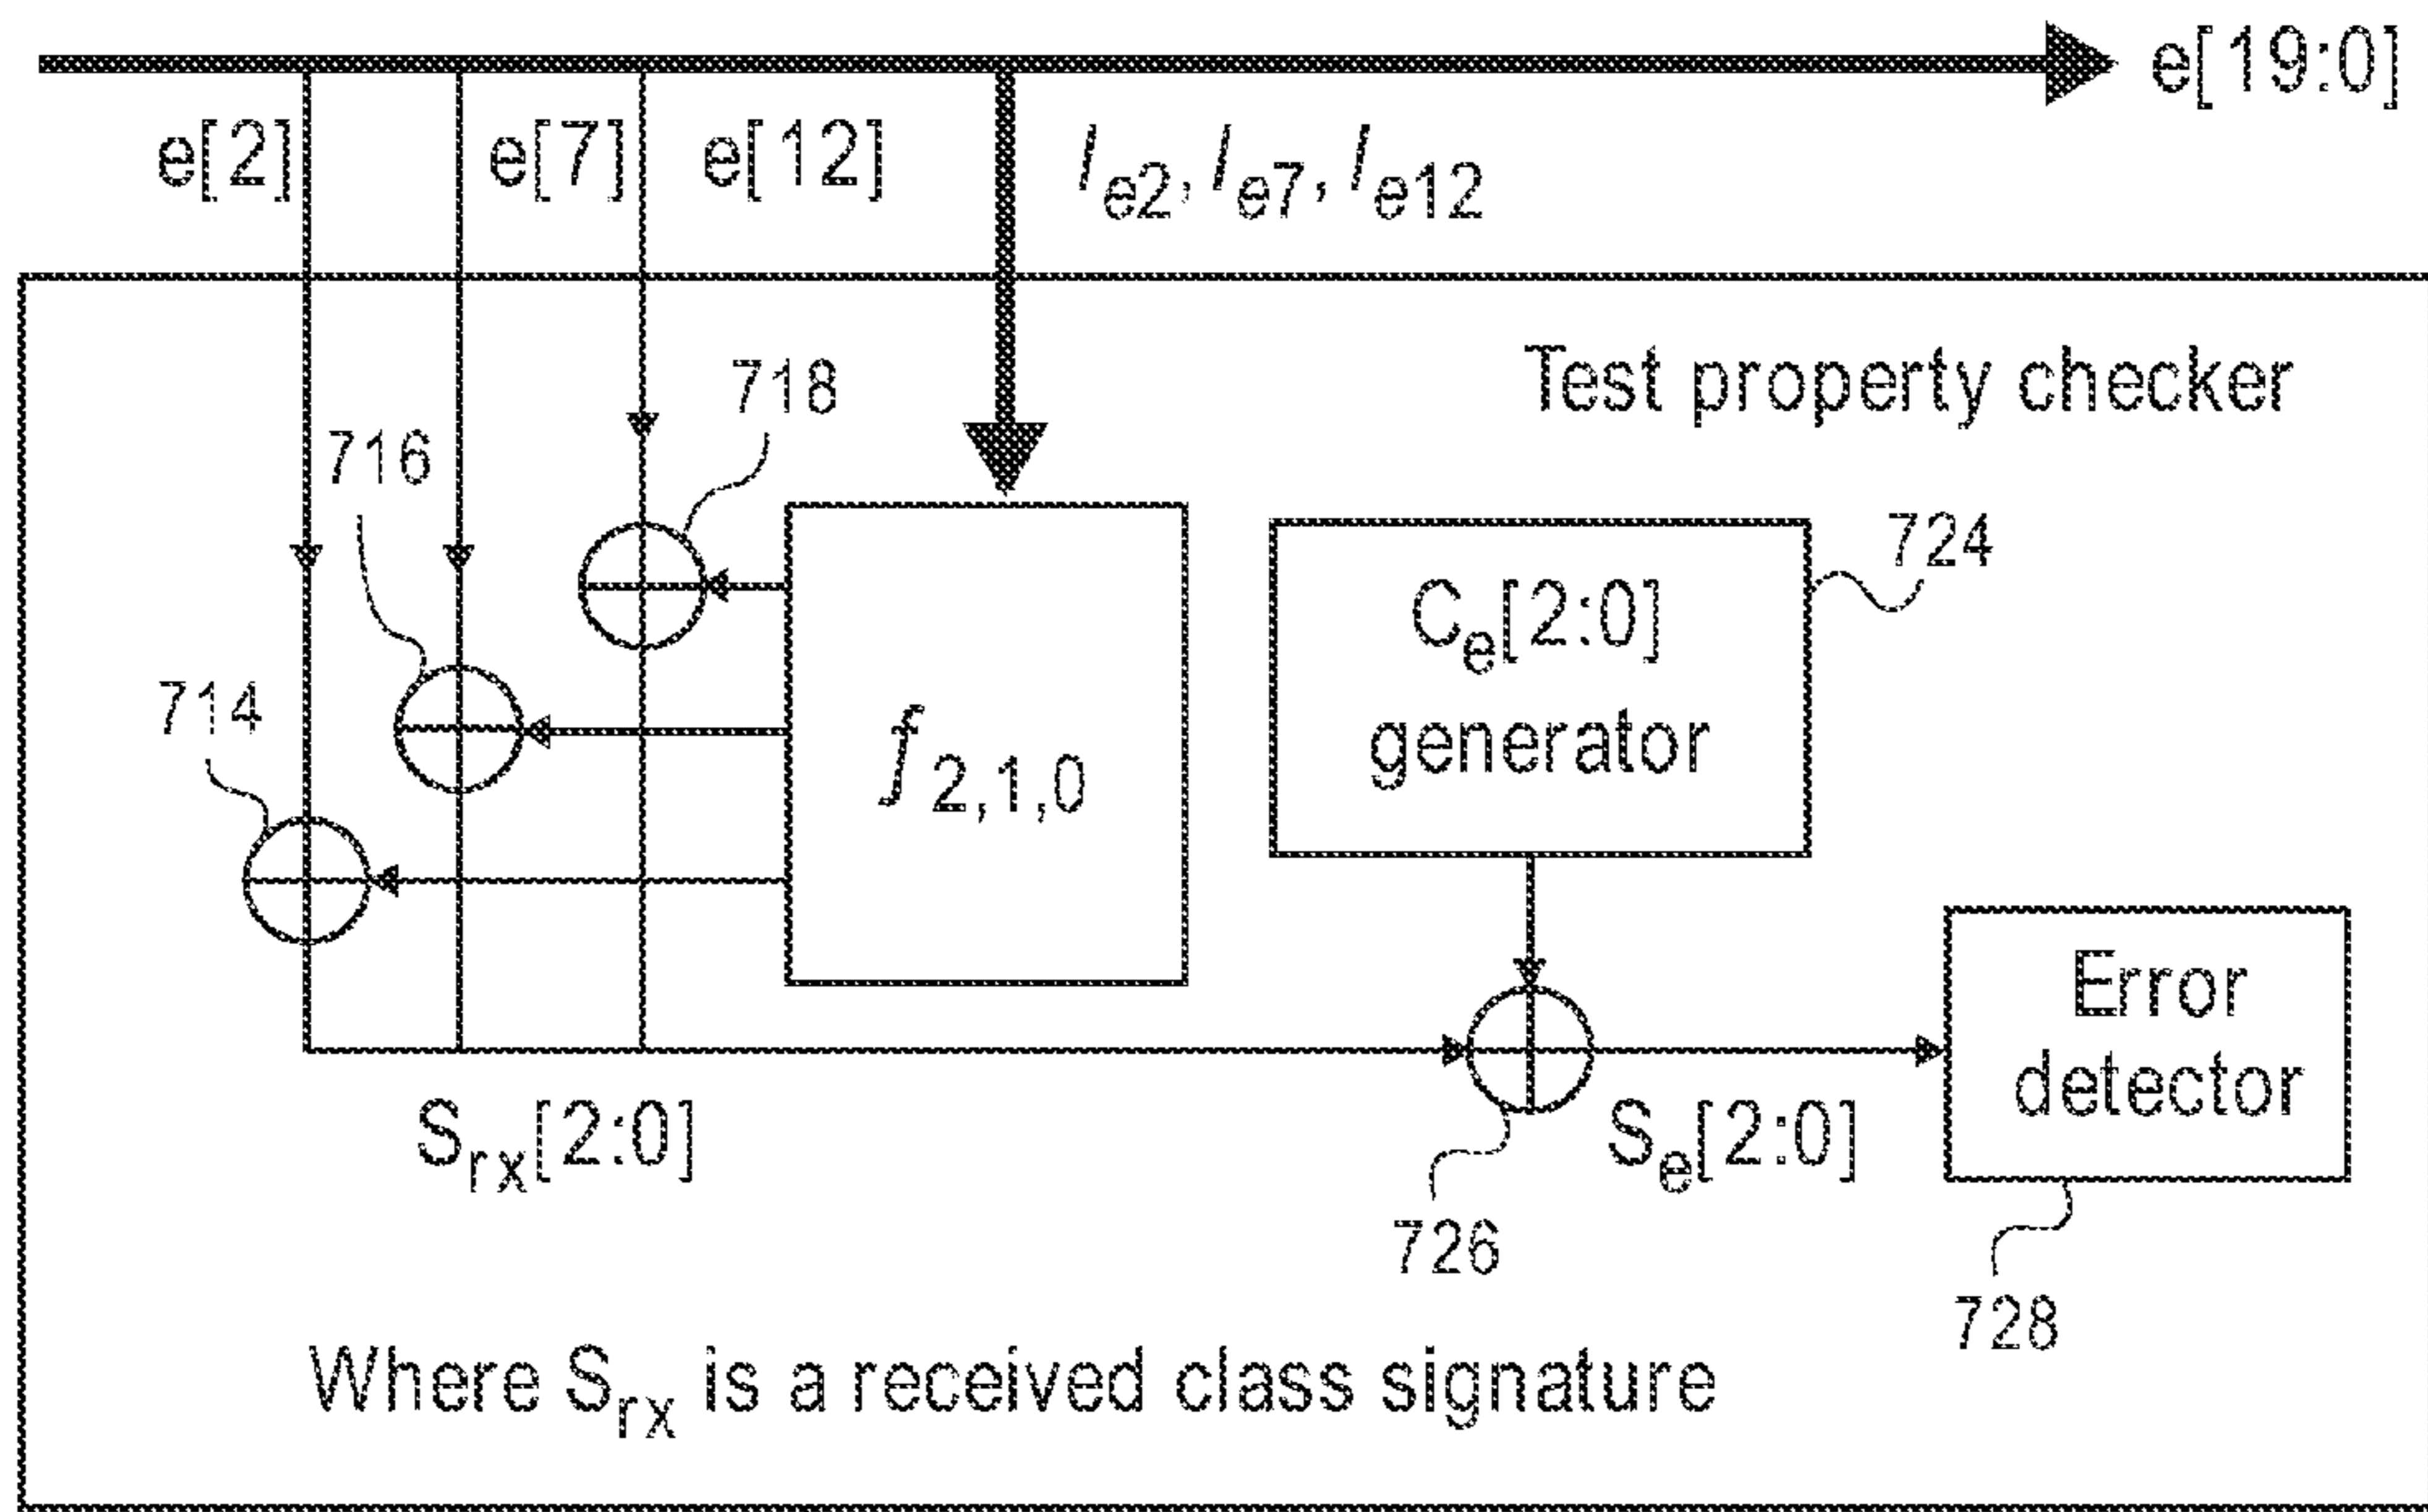 e[19:0]
e[2]
e[7]
e[12]
Ie2, Ie7, Ie12
Test property checker
718
716
714
f2,1,0
724
Ce[2:0]
generator
Error
detector
Srx[2:0]
Se[2:0]
726
728
Where Srx is a received class signature